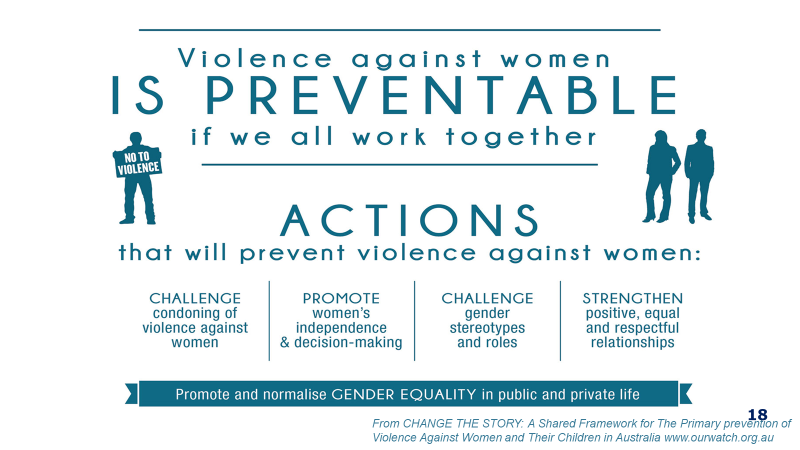 Violence against women
IS PREVENTABLE
if we all work together
NO TO
VIOLENCE
ACTIONS
that will prevent violence against women:
CHALLENGE
condoning of
violence against
women
PROMOTE
women's
independence
& decision-making
CHALLENGE
gender
stereotypes
and roles
STRENGTHEN
positive, equal
and respectful
relationships
Promote and normalise GENDER EQUALITY in public and private life
18
From CHANGE THE STORY: A Shared Framework for The Primary prevention of
Violence Against Women and Their Children in Australia www.ourwatch.org.au